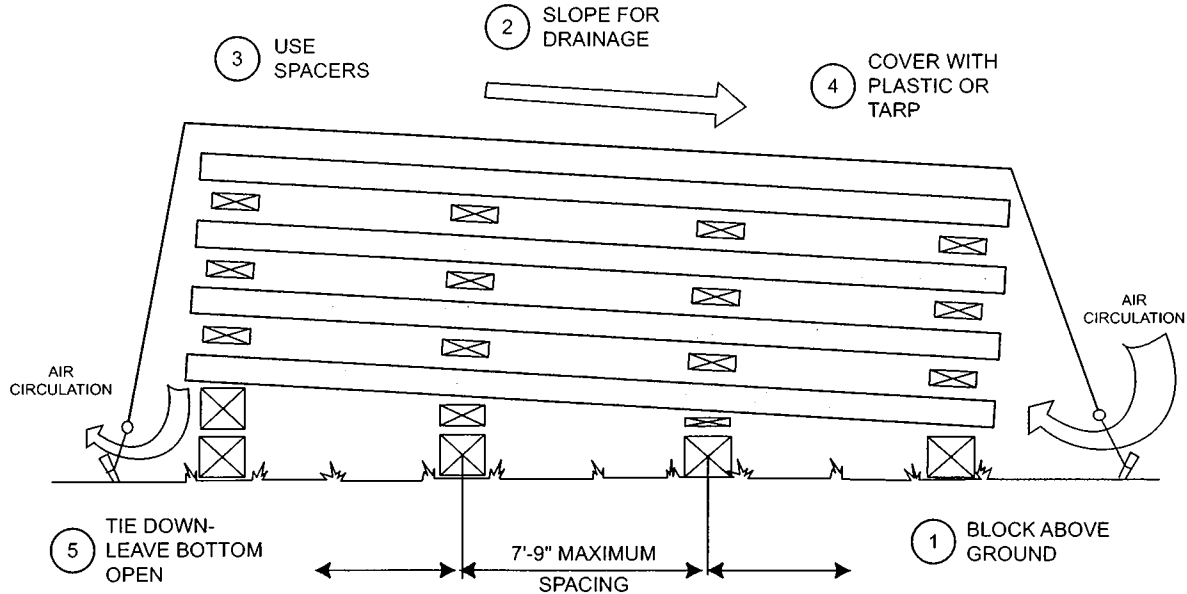 2
SLOPE FOR
DRAINAGE
3
USE
SPACERS
4
COVER WITH
PLASTIC OR
TARP
AIR
CIRCULATION
AIR
CIRCULATION
5
TIE DOWN-
LEAVE BOTTOM
OPEN
7'-9" MAXIMUM
SPACING
1
BLOCK ABOVE
GROUND